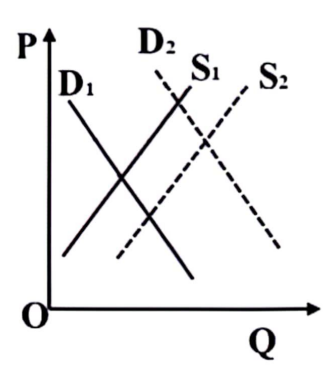 P
D₂
D₁
S₁
S₂
O
Q